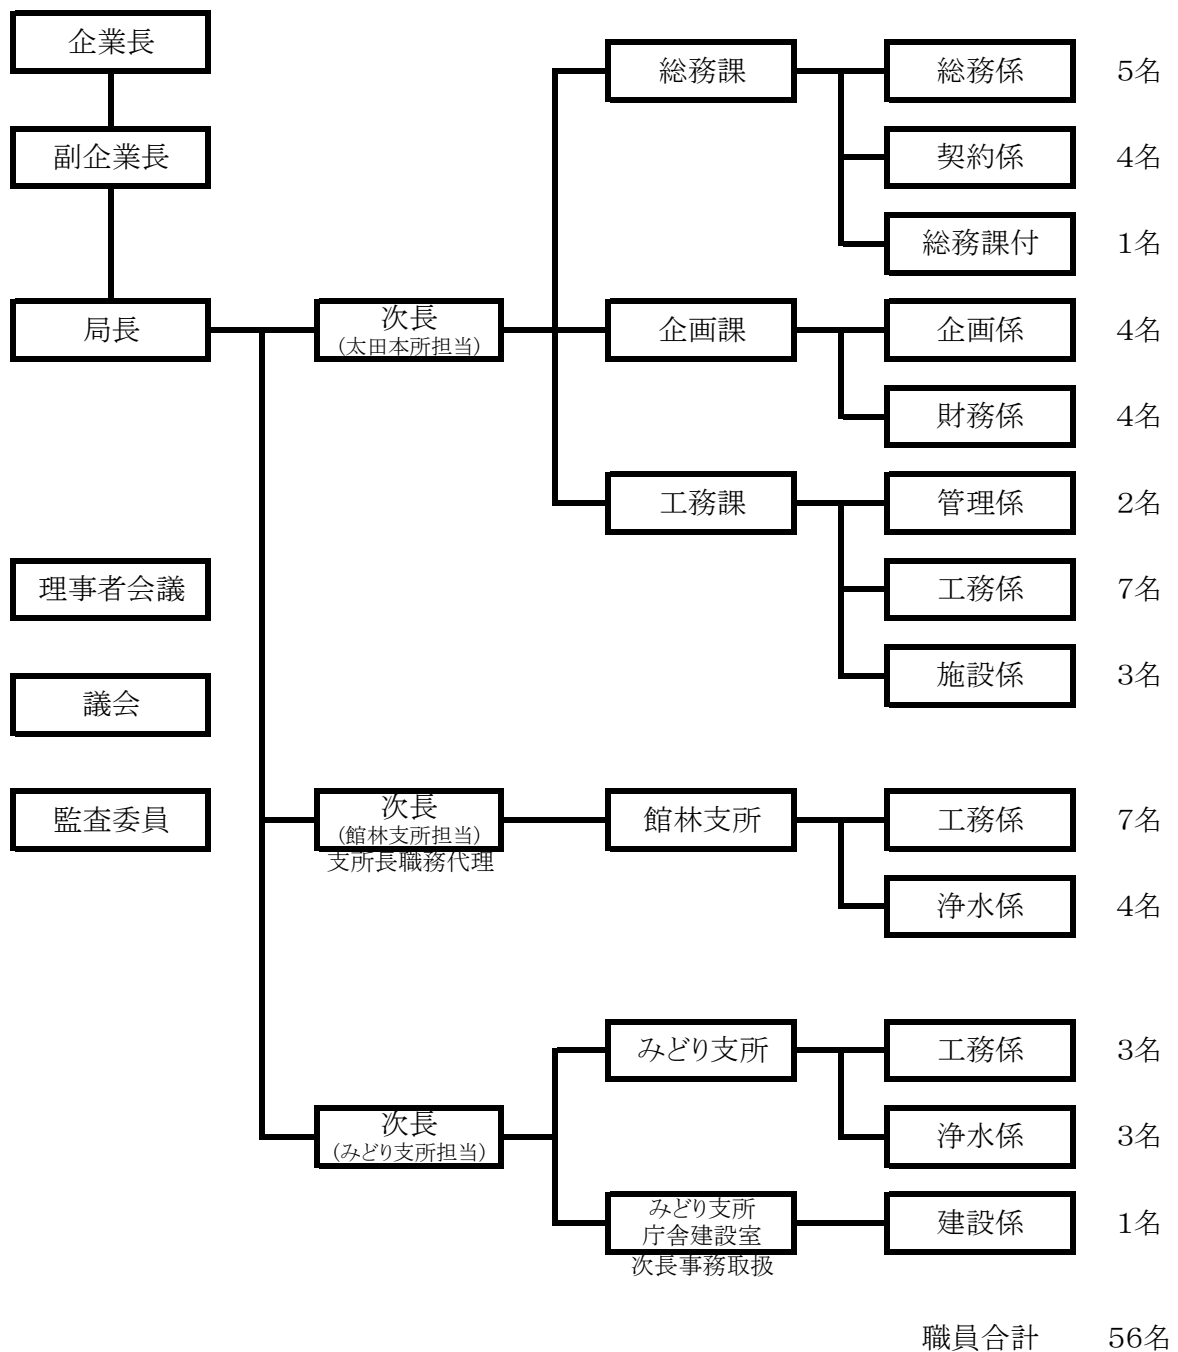 企業長
副企業長
局長
理事者会議
議会
監査委員
次長
(太田本所担当)
次長
(館林支所担当)
支所長職務代理
次長
(みどり支所担当)
総務課
企画課
工務課
館林支所
みどり支所
みどり支所
庁舎建設室
次長事務取扱
総務係 5名
契約係 4名
総務課付 1名
企画係 4名
財務係 4名
管理係 2名
工務係 7名
施設係 3名
工務係 7名
浄水係 4名
工務係 3名
浄水係 3名
建設係 1名
職員合計 56名